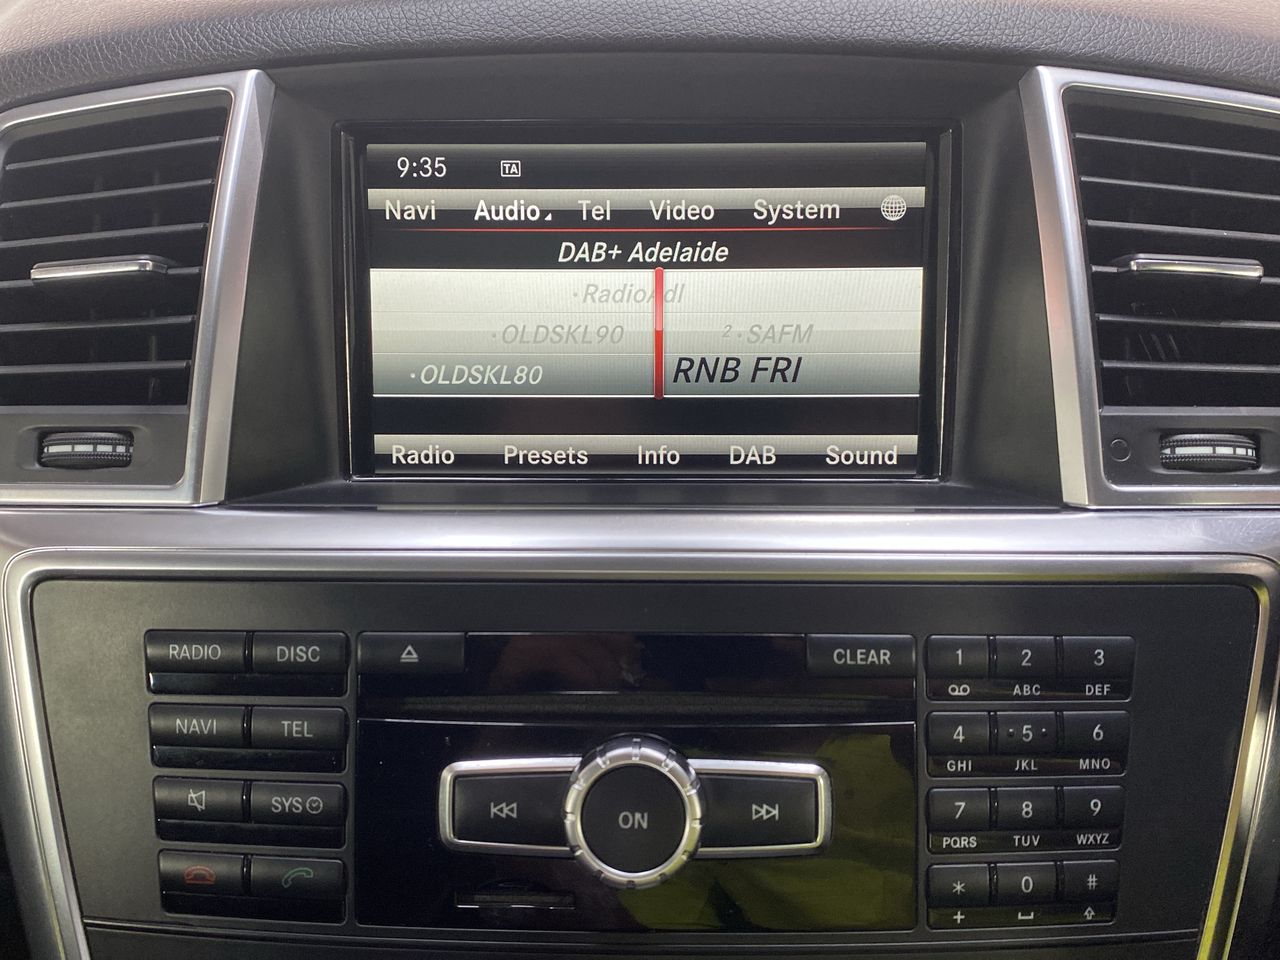 9:35 TA
Navi Audio Tel Video System
DAB+ Adelaide
·RadioAdl
·OLDSKL90 2·SAFM
·OLDSKL80 RNB FRI
Radio Presets Info DAB Sound
RADIO DISC CLEAR 1 2 3
ABC DEF
NAVI TEL 4 ·5· 6
GHI JKL MNO
SYS ON 7 8 9
PQRS TUV WXYZ
* 0 #
+